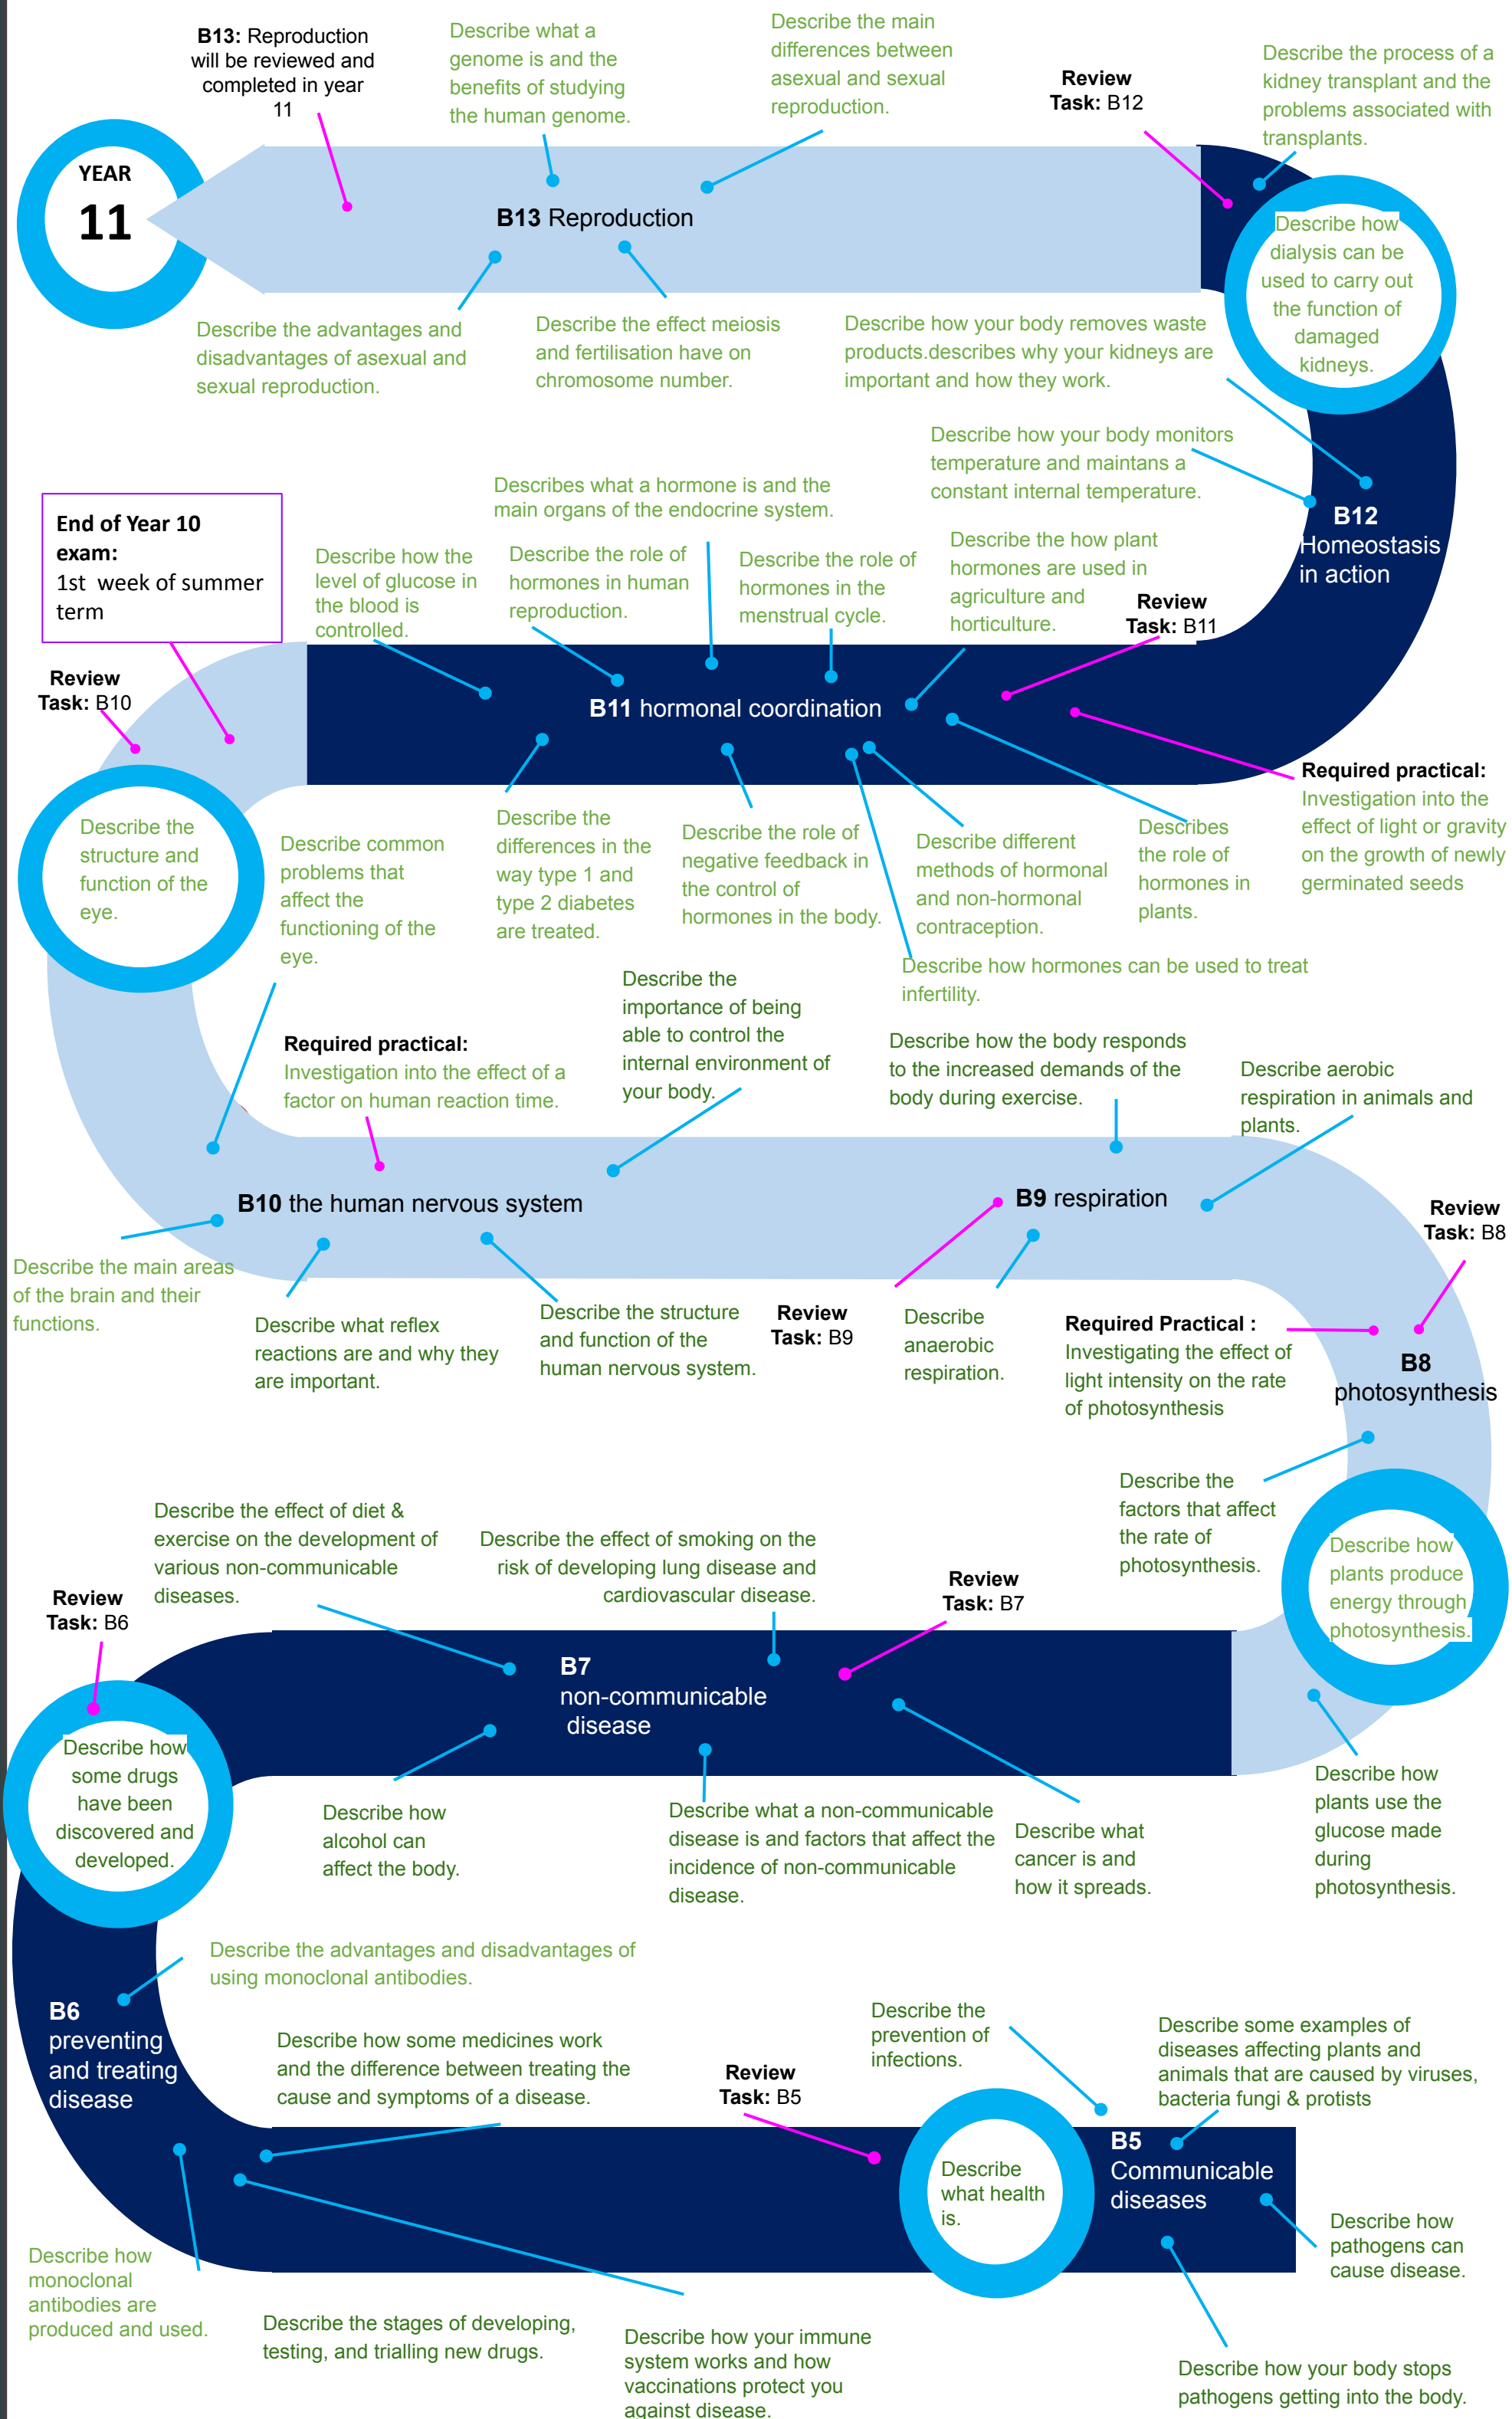 B13: Reproduction
will be reviewed and
completed in year
11
Describe what a
genome is and the
benefits of studying
the human genome.
Describe the main
differences between
asexual and sexual
reproduction.
Review
Task: B12
Describe the process of a
kidney transplant and the
problems associated with
transplants.
YEAR
11
B13 Reproduction
Describe how
dialysis can be
used to carry out
the function of
damaged
kidneys.
Describe the advantages and
disadvantages of asexual and
sexual reproduction.
Describe the effect meiosis
and fertilisation have on
chromosome number.
Describe how your body removes waste
products.describes why your kidneys are
important and how they work.
Describe how your body monitors
temperature and maintans a
constant internal temperature.
B12
Homeostasis
in action
End of Year 10
exam:
1st week of summer
term
Describe how the
level of glucose in
the blood is
controlled.
Describes what a hormone is and the
main organs of the endocrine system.
Describe the role of
hormones in human
reproduction.
Describe the role of
hormones in the
menstrual cycle.
Describe the how plant
hormones are used in
agriculture and
horticulture.
Review
Task: B11
Review
Task: B10
B11 hormonal coordination
Required practical:
Investigation into the
effect of light or gravity
on the growth of newly
germinated seeds
Describe the
structure and
function of the
eye.
Describe common
problems that
affect the
functioning of the
eye.
Describe the
differences in the
way type 1 and
type 2 diabetes
are treated.
Describe the role of
negative feedback in
the control of
hormones in the body.
Describe different
methods of hormonal
and non-hormonal
contraception.
Describes
the role of
hormones in
plants.
Describe how hormones can be used to treat
infertility.
Required practical:
Investigation into the effect of a
factor on human reaction time.
Describe the
importance of being
able to control the
internal environment of
your body.
Describe how the body responds
to the increased demands of the
body during exercise.
Describe aerobic
respiration in animals and
plants.
B10 the human nervous system
B9 respiration
Review
Task: B8
Describe the main areas
of the brain and their
functions.
Describe what reflex
reactions are and why they
are important.
Describe the structure
and function of the
human nervous system.
Review
Task: B9
Describe
anaerobic
respiration.
Required Practical :
Investigating the effect of
light intensity on the rate
of photosynthesis
B8
photosynthesis
Describe the
factors that affect
the rate of
photosynthesis.
Describe how
plants produce
energy through
photosynthesis.
Describe the effect of diet &
exercise on the development of
various non-communicable
diseases.
Describe the effect of smoking on the
risk of developing lung disease and
cardiovascular disease.
Review
Task: B7
Review
Task: B6
B7
non-communicable
disease
Describe how
some drugs
have been
discovered and
developed.
Describe how
alcohol can
affect the body.
Describe what a non-communicable
disease is and factors that affect the
incidence of non-communicable
disease.
Describe what
cancer is and
how it spreads.
Describe how
plants use the
glucose made
during
photosynthesis.
Describe the advantages and disadvantages of
using monoclonal antibodies.
B6
preventing
and treating
disease
Describe how some medicines work
and the difference between treating the
cause and symptoms of a disease.
Review
Task: B5
Describe the
prevention of
infections.
Describe some examples of
diseases affecting plants and
animals that are caused by viruses,
bacteria fungi & protists
Describe
what health
is.
B5
Communicable
diseases
Describe how
pathogens can
cause disease.
Describe how
monoclonal
antibodies are
produced and used.
Describe the stages of developing,
testing, and trialling new drugs.
Describe how your immune
system works and how
vaccinations protect you
against disease.
Describe how your body stops
pathogens getting into the body.